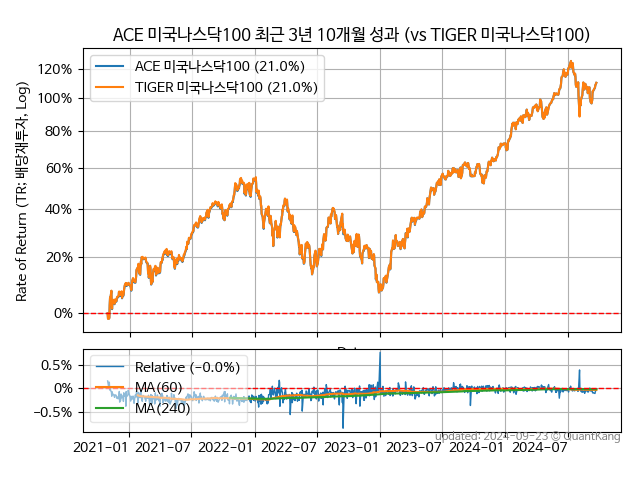 ACE 미국나스닥100 최근 3년 10개월 성과 (vs TIGER 미국나스닥100)
ACE 미국나스닥100 (21.0%)
TIGER 미국나스닥100 (21.0%)
Rate of Return (TR: 배당재투자, Log)
120%
100%
80%
60%
40%
20%
0%
Relative (−0.0%)
MA(60)
MA(240)
0.5%
0.0%
−0.5%
2021-01 2021-07 2022-01 2022-07 2023-01 2023-07 2024-01 2024-07
updated: 2024-09-23 © QuantKang